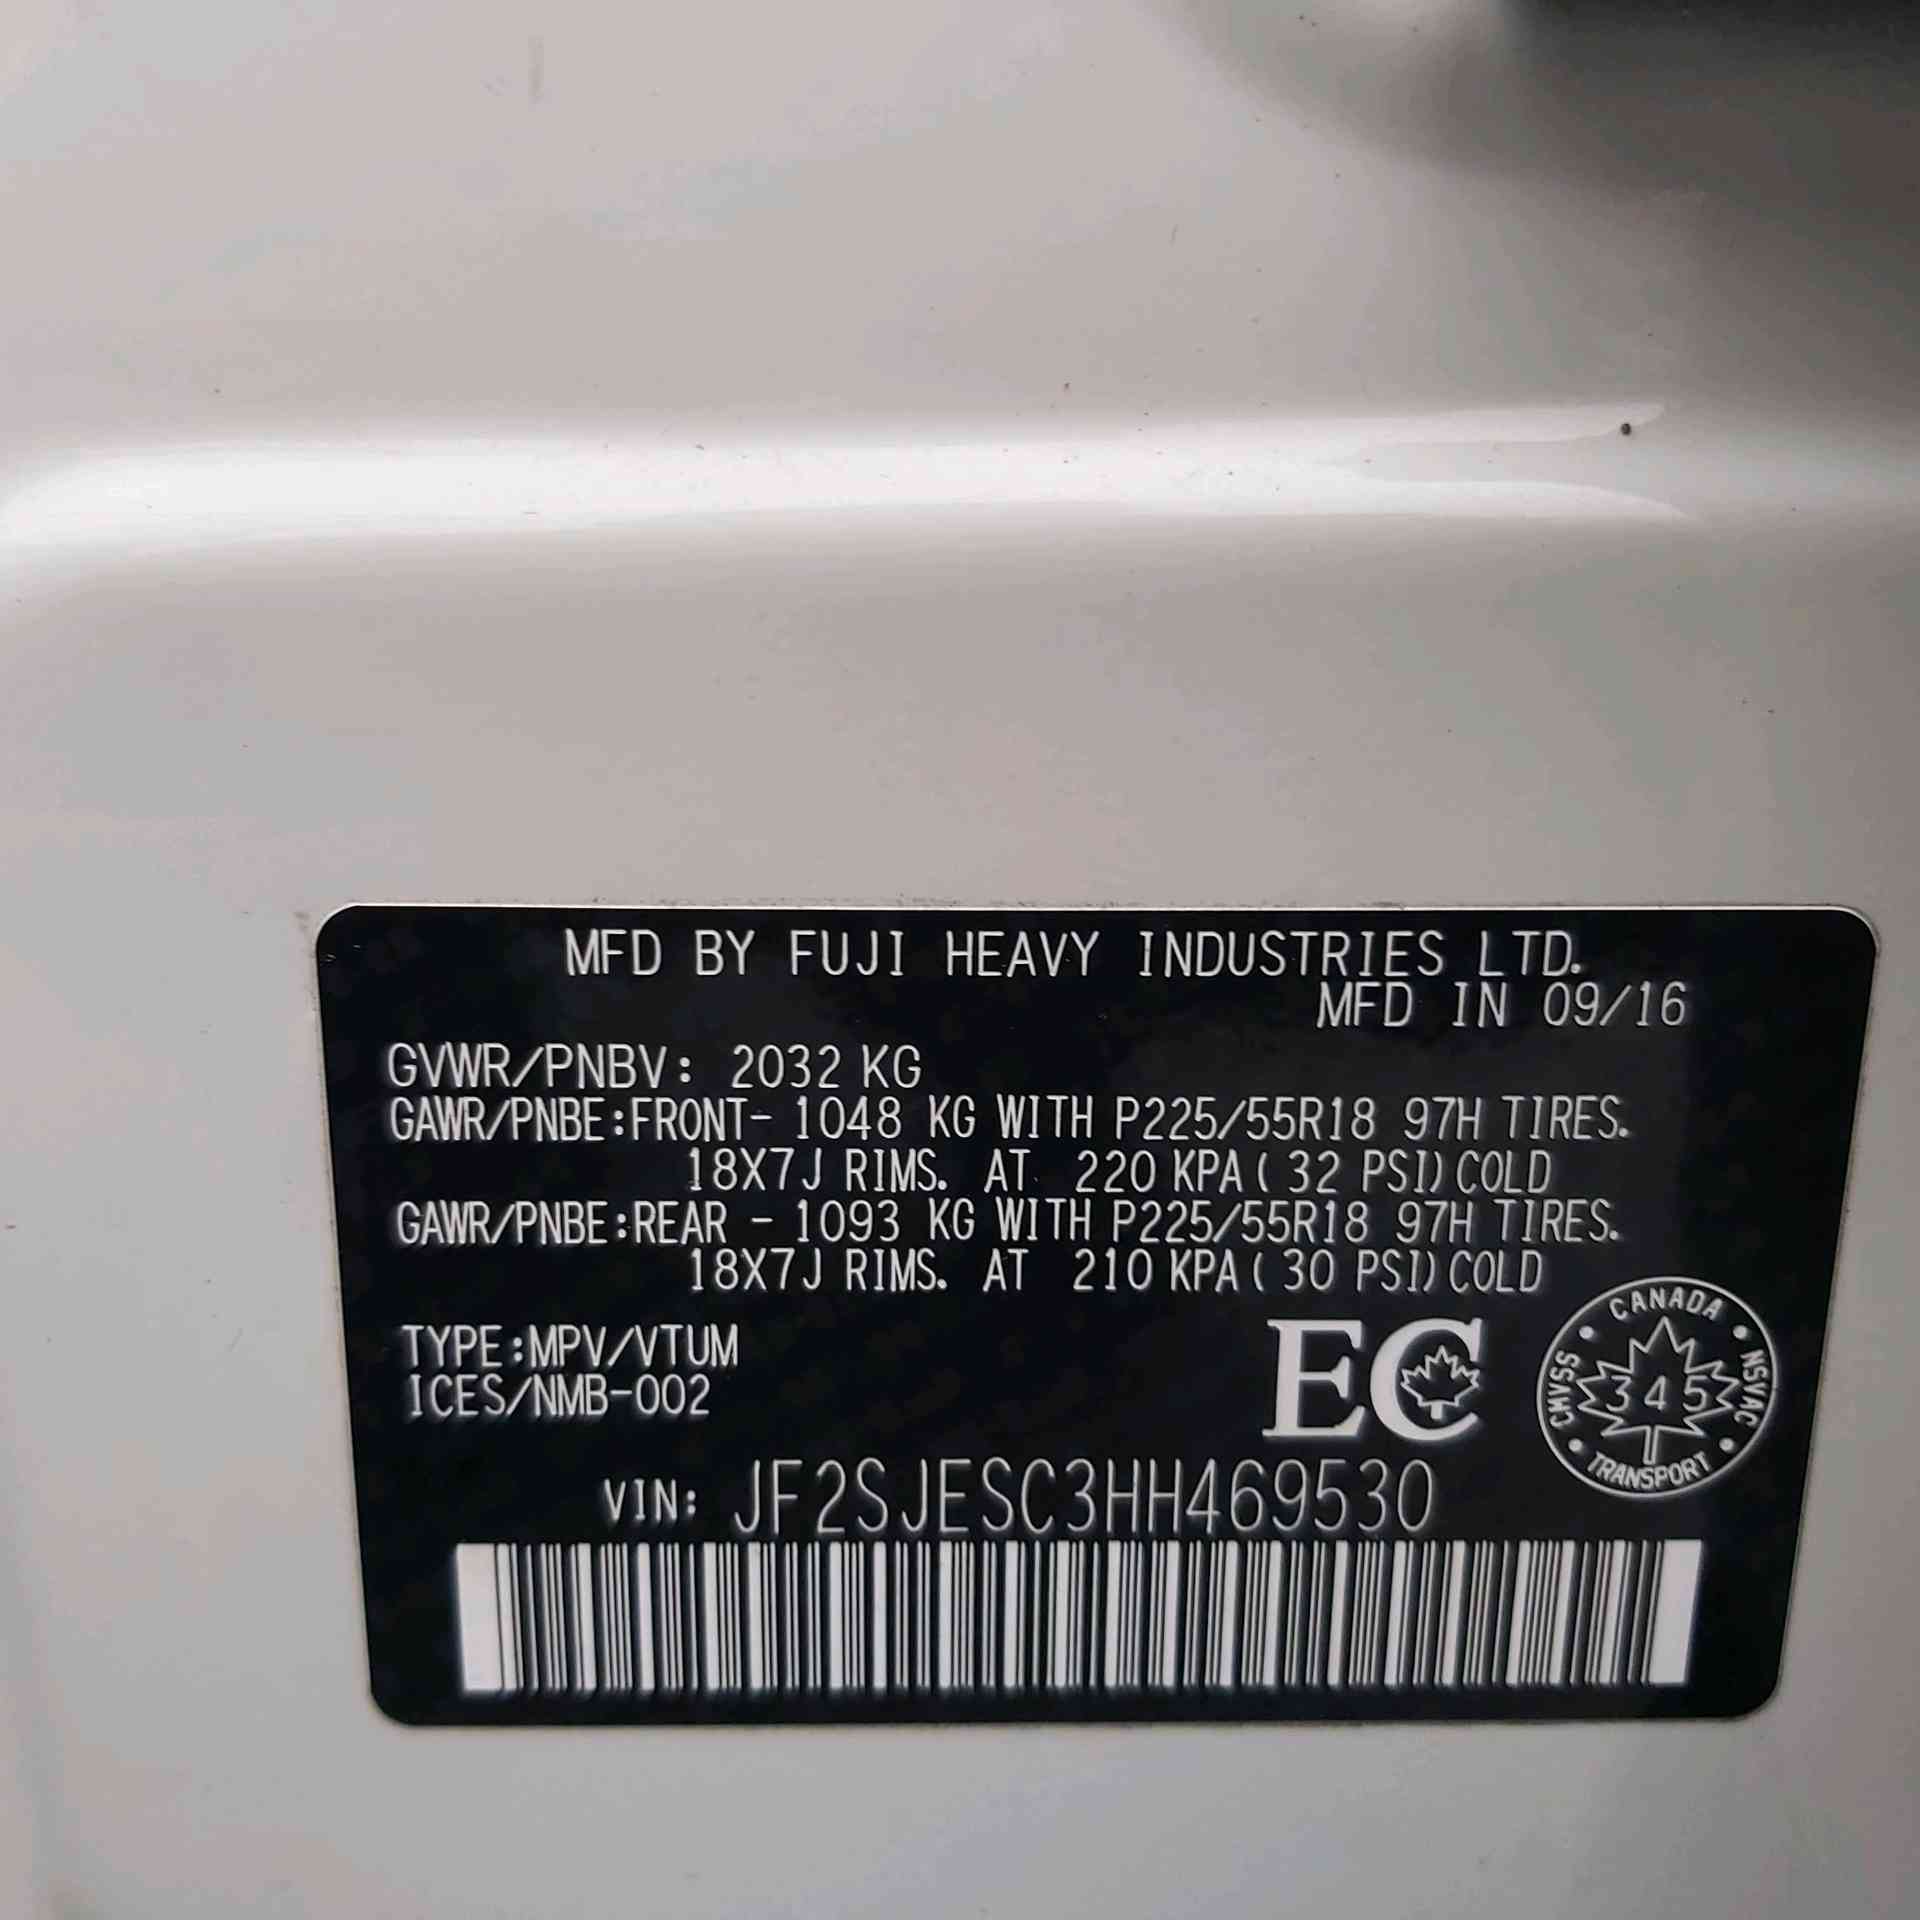 MFD BY FUJI HEAVY INDUSTRIES LTD.
MFD IN 09/16
GVWR/PNBV: 2032 KG
GAWR/PNBE:FRONT- 1048 KG WITH P225/55R18 97H TIRES.
18X7J RIMS. AT 220 KPA( 32 PSI)COLD
GAWR/PNBE:REAR - 1093 KG WITH P225/55R18 97H TIRES.
18X7J RIMS. AT 210 KPA( 30 PSI)COLD
TYPE:MPV/VTUM
ICES/NMB-002
EC
CANADA
CMVSS
345
NSVAC
TRANSPORT
VIN: JF2SJESC3HH469530